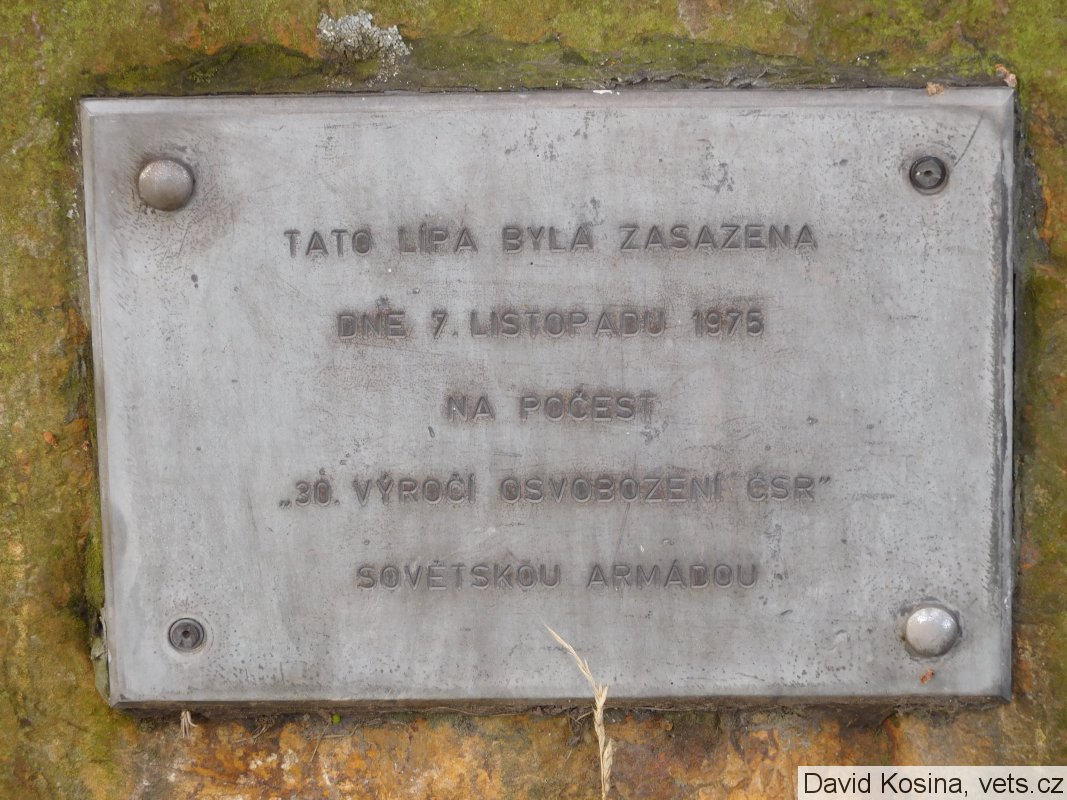 TATO LÍPA BYLA ZASAZENA
DNE 7. LISTOPADU 1975
NA POČEST
„30. VÝROČÍ OSVOBOZENÍ ČSR"
SOVĚTSKOU ARMÁDOU
David Kosina, vets.cz